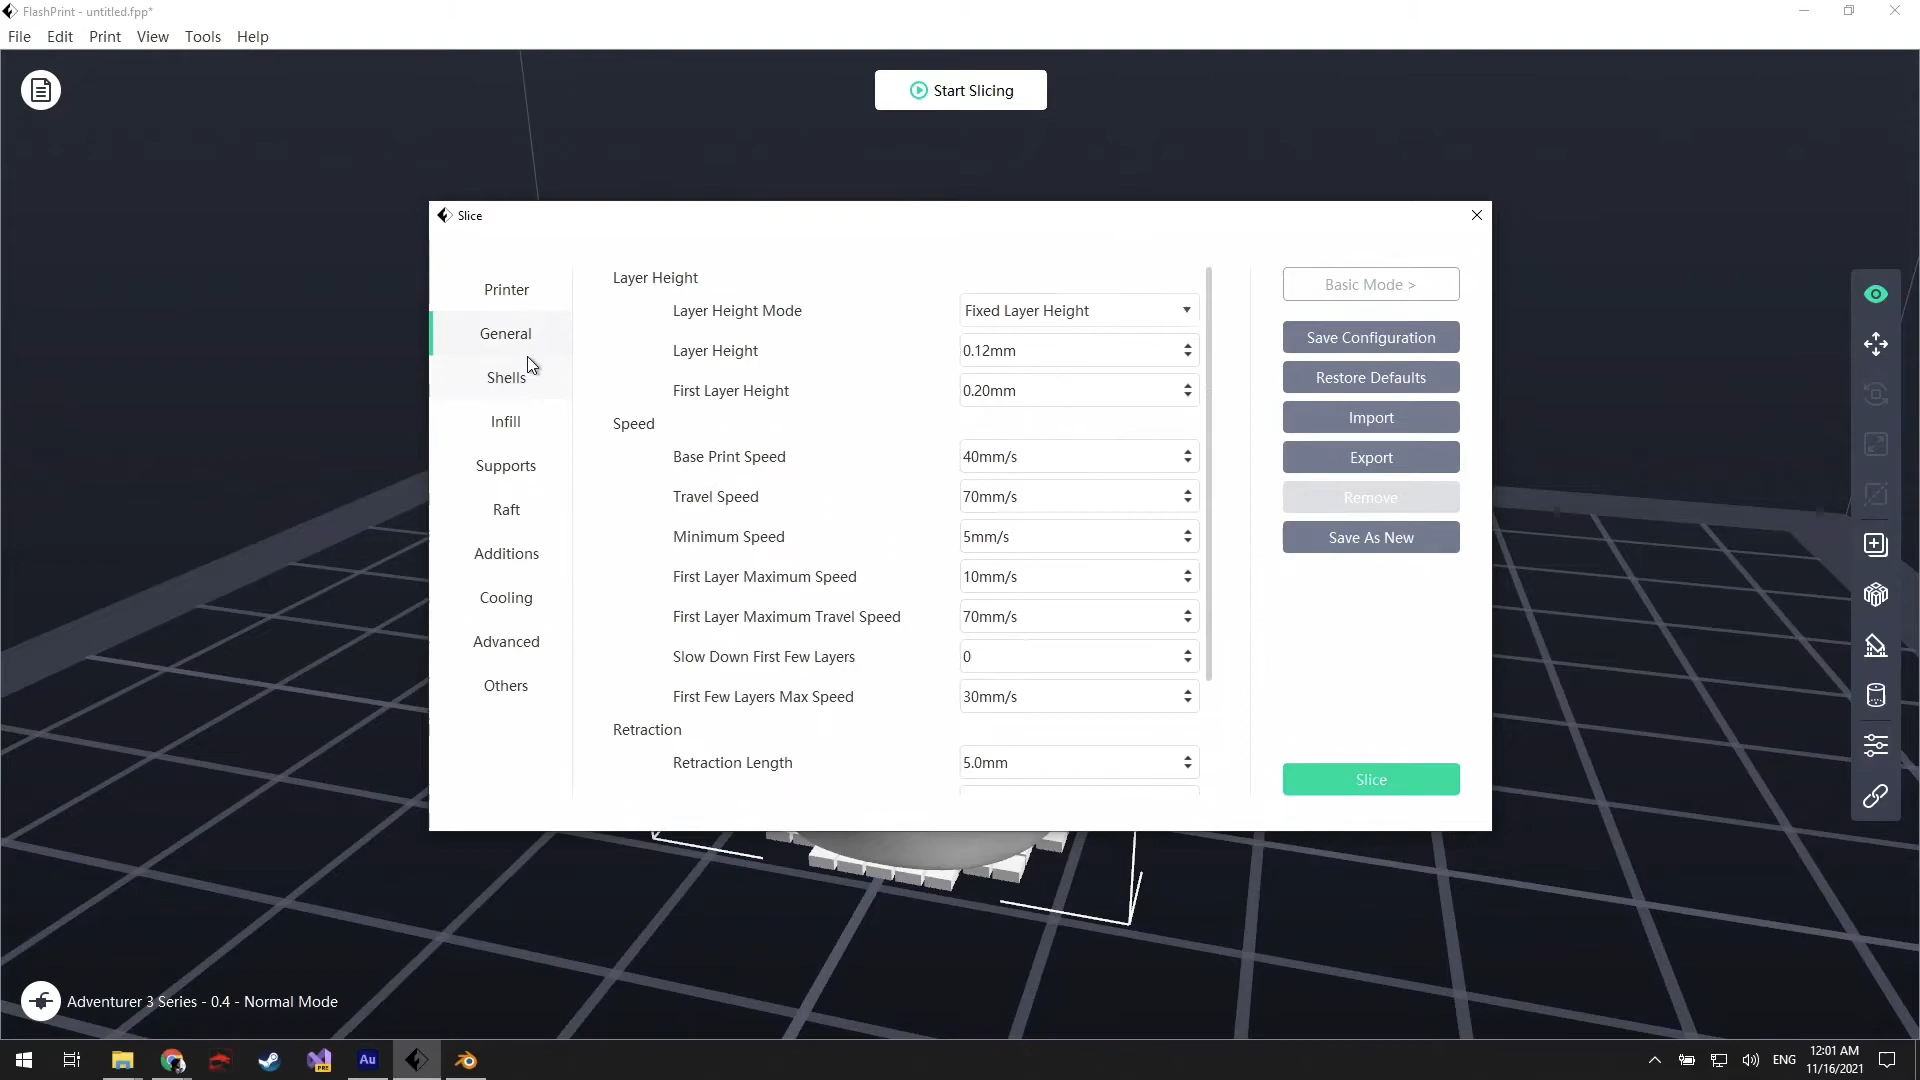 FlashPrint - untitled.fpp*
File Edit Print View Tools Help
Start Slicing
Slice
Printer
General
Shells
Infill
Supports
Raft
Additions
Cooling
Advanced
Others
Layer Height
Layer Height Mode Fixed Layer Height
Layer Height 0.12mm
First Layer Height 0.20mm
Speed
Base Print Speed 40mm/s
Travel Speed 70mm/s
Minimum Speed 5mm/s
First Layer Maximum Speed 10mm/s
First Layer Maximum Travel Speed 70mm/s
Slow Down First Few Layers 0
First Few Layers Max Speed 30mm/s
Retraction
Retraction Length 5.0mm
Basic Mode >
Save Configuration
Restore Defaults
Import
Export
Remove
Save As New
Slice
Adventurer 3 Series - 0.4 - Normal Mode
PRE
Au
ENG
12:01 AM
11/16/2021